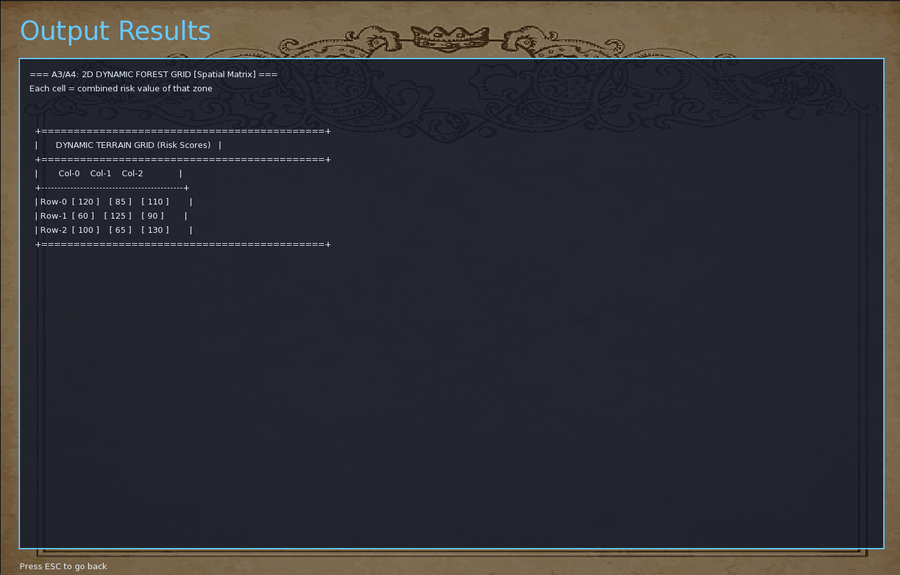 Output Results
=== A3/A4: 2D DYNAMIC FOREST GRID [Spatial Matrix] ===
Each cell = combined risk value of that zone
+============================================+
| DYNAMIC TERRAIN GRID (Risk Scores) |
+============================================+
| Col-0 Col-1 Col-2 |
+--------------------------------------------+
| Row-0 [ 120 ] [ 85 ] [ 110 ] |
| Row-1 [ 60 ] [ 125 ] [ 90 ] |
| Row-2 [ 100 ] [ 65 ] [ 130 ] |
+============================================+
Press ESC to go back